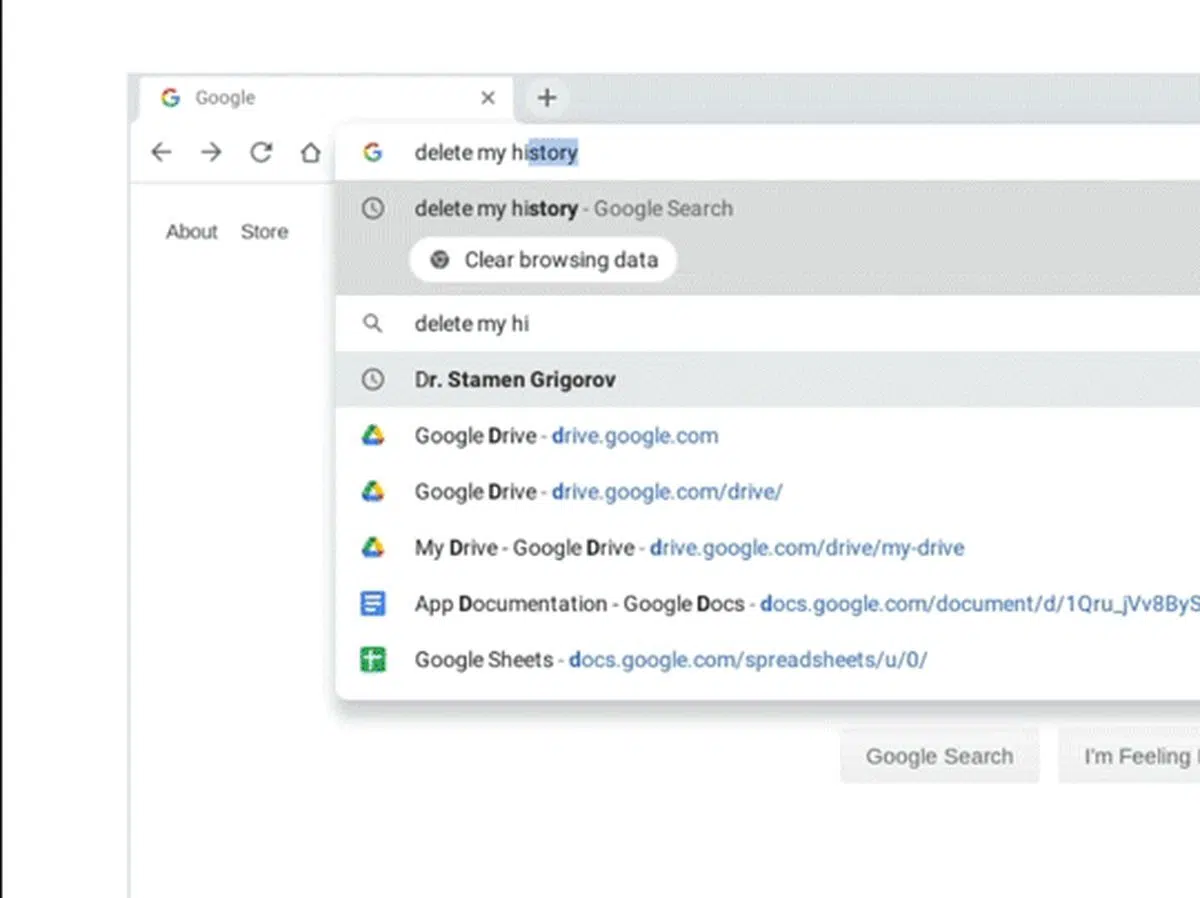 Google
delete my history
delete my history - Google Search
Clear browsing data
About Store
delete my hi
Dr. Stamen Grigorov
Google Drive - drive.google.com
Google Drive - drive.google.com/drive/
My Drive - Google Drive - drive.google.com/drive/my-drive
App Documentation - Google Docs - docs.google.com/document/d/1Qru_jVv8ByS
Google Sheets - docs.google.com/spreadsheets/u/0/
Google Search I'm Feeling